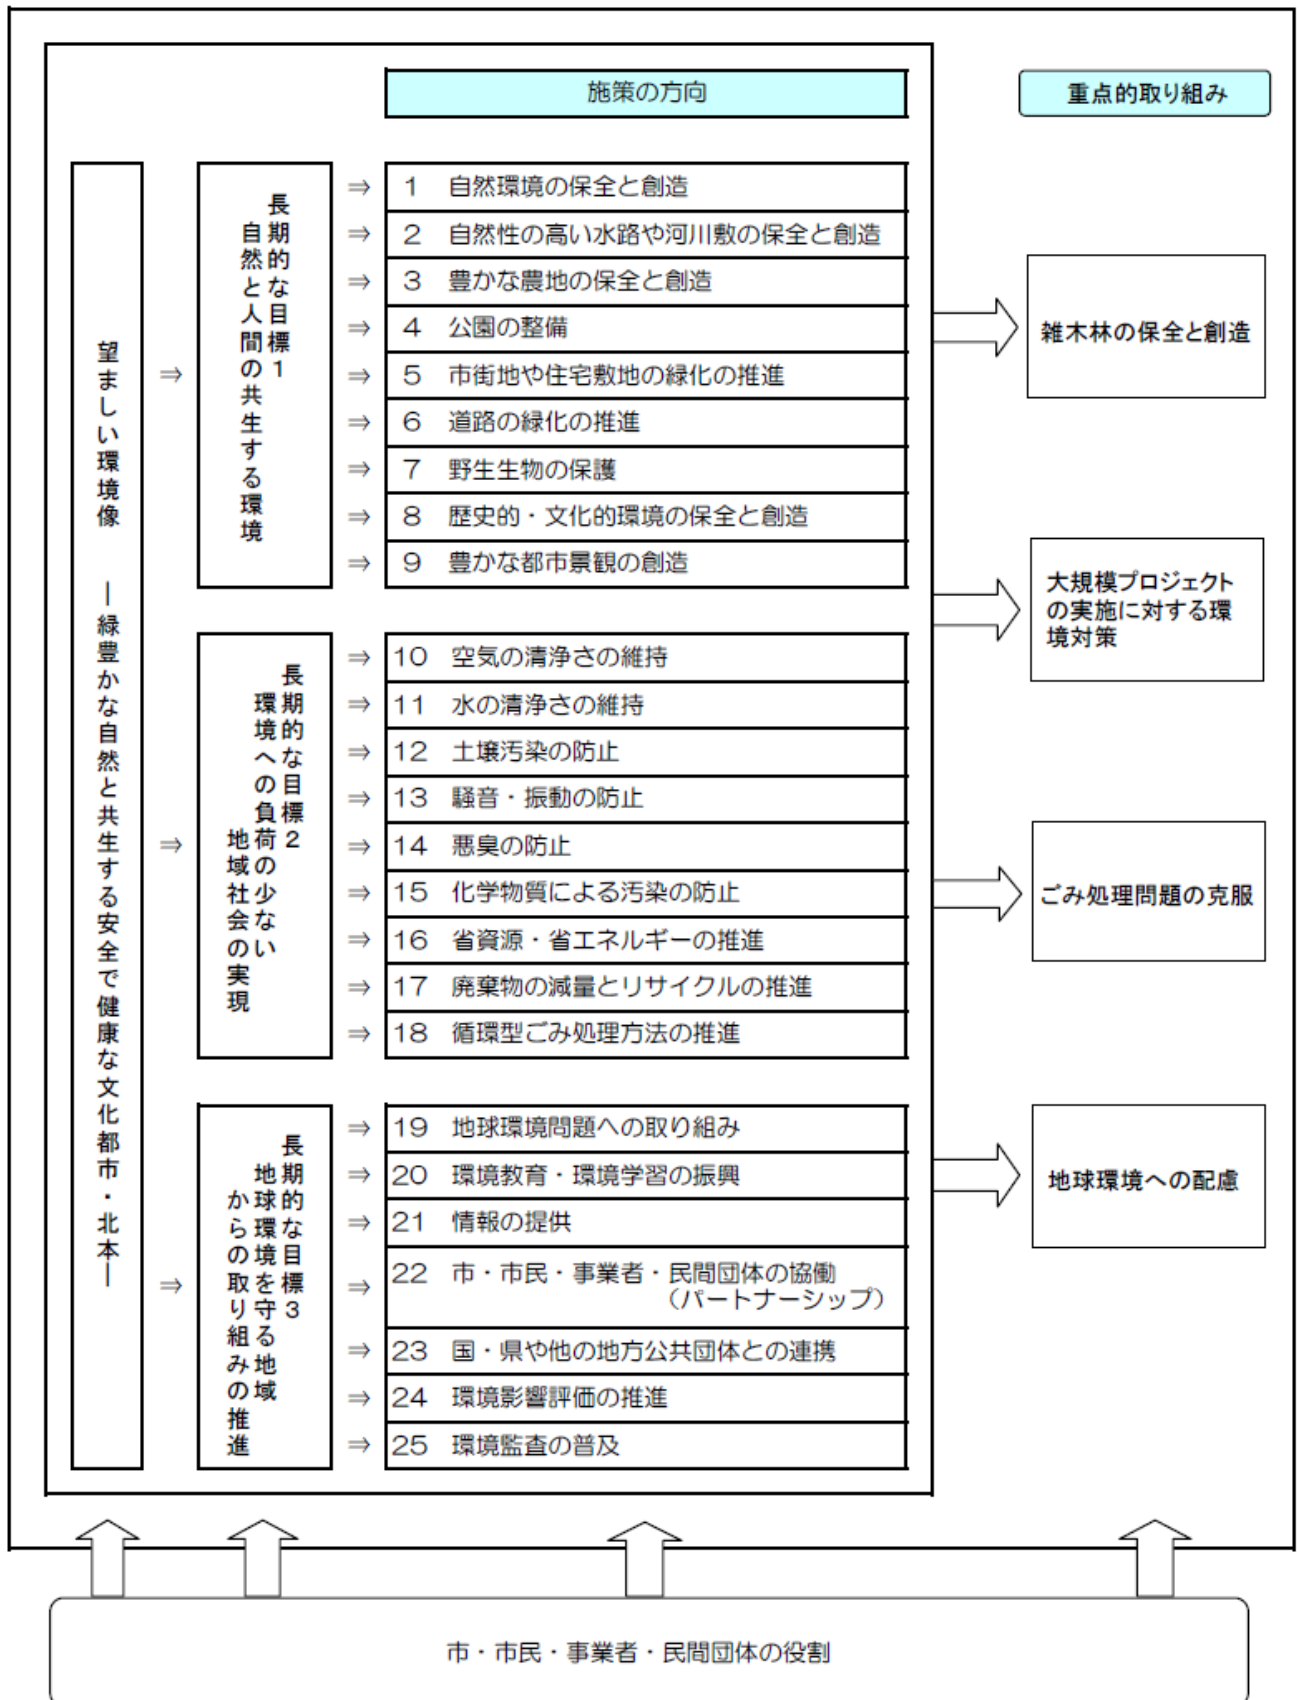 施策の方向
重点的取り組み
望ましい環境像 ―緑豊かな自然と共生する安全で健康な文化都市・北本―
長期的な目標1
自然と人間の共生する環境
⇒ 1 自然環境の保全と創造
⇒ 2 自然性の高い水路や河川敷の保全と創造
⇒ 3 豊かな農地の保全と創造
⇒ 4 公園の整備
⇒ 5 市街地や住宅敷地の緑化の推進
⇒ 6 道路の緑化の推進
⇒ 7 野生生物の保護
⇒ 8 歴史的・文化的環境の保全と創造
⇒ 9 豊かな都市景観の創造
長期的な目標2
環境への負荷の少ない
地域社会の実現
⇒ 10 空気の清浄さの維持
⇒ 11 水の清浄さの維持
⇒ 12 土壌汚染の防止
⇒ 13 騒音・振動の防止
⇒ 14 悪臭の防止
⇒ 15 化学物質による汚染の防止
⇒ 16 省資源・省エネルギーの推進
⇒ 17 廃棄物の減量とリサイクルの推進
⇒ 18 循環型ごみ処理方法の推進
長期的な目標3
地球環境を守る地域
からの取り組みの推進
⇒ 19 地球環境問題への取り組み
⇒ 20 環境教育・環境学習の振興
⇒ 21 情報の提供
⇒ 22 市・市民・事業者・民間団体の協働
（パートナーシップ）
⇒ 23 国・県や他の地方公共団体との連携
⇒ 24 環境影響評価の推進
⇒ 25 環境監査の普及
雑木林の保全と創造
大規模プロジェクト
の実施に対する環
境対策
ごみ処理問題の克服
地球環境への配慮
市・市民・事業者・民間団体の役割